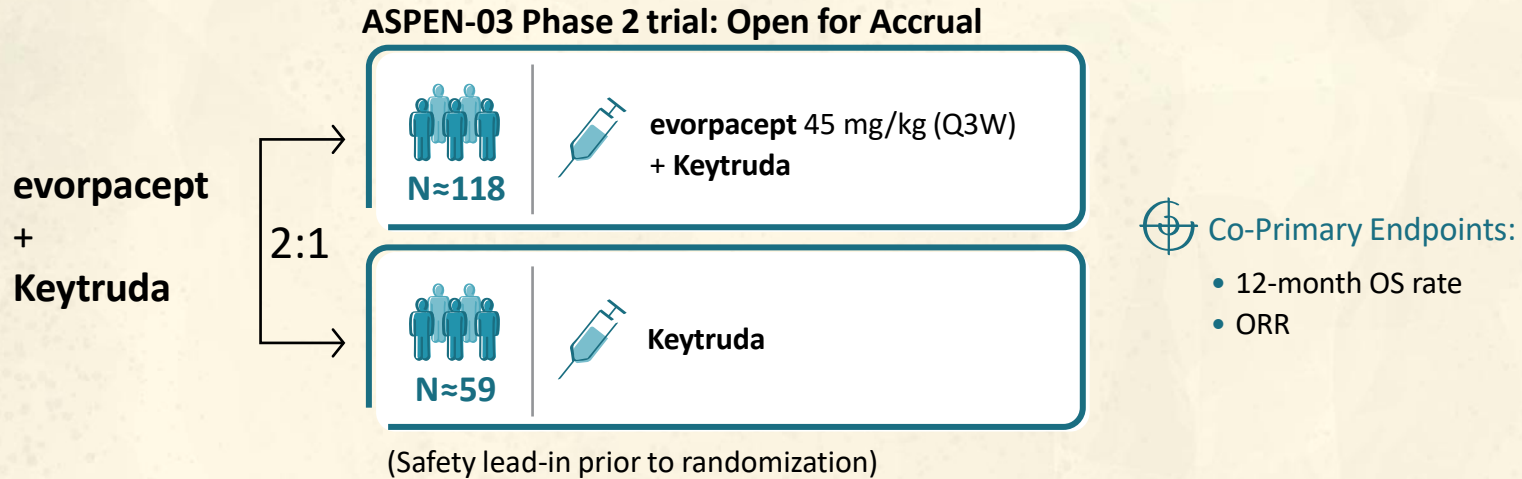 ASPEN-03 Phase 2 trial: Open for Accrual
evorpacept
+
Keytruda
2:1
N≈118
evorpacept 45 mg/kg (Q3W)
+ Keytruda
N≈59
Keytruda
(Safety lead-in prior to randomization)
Co-Primary Endpoints:
• 12-month OS rate
• ORR